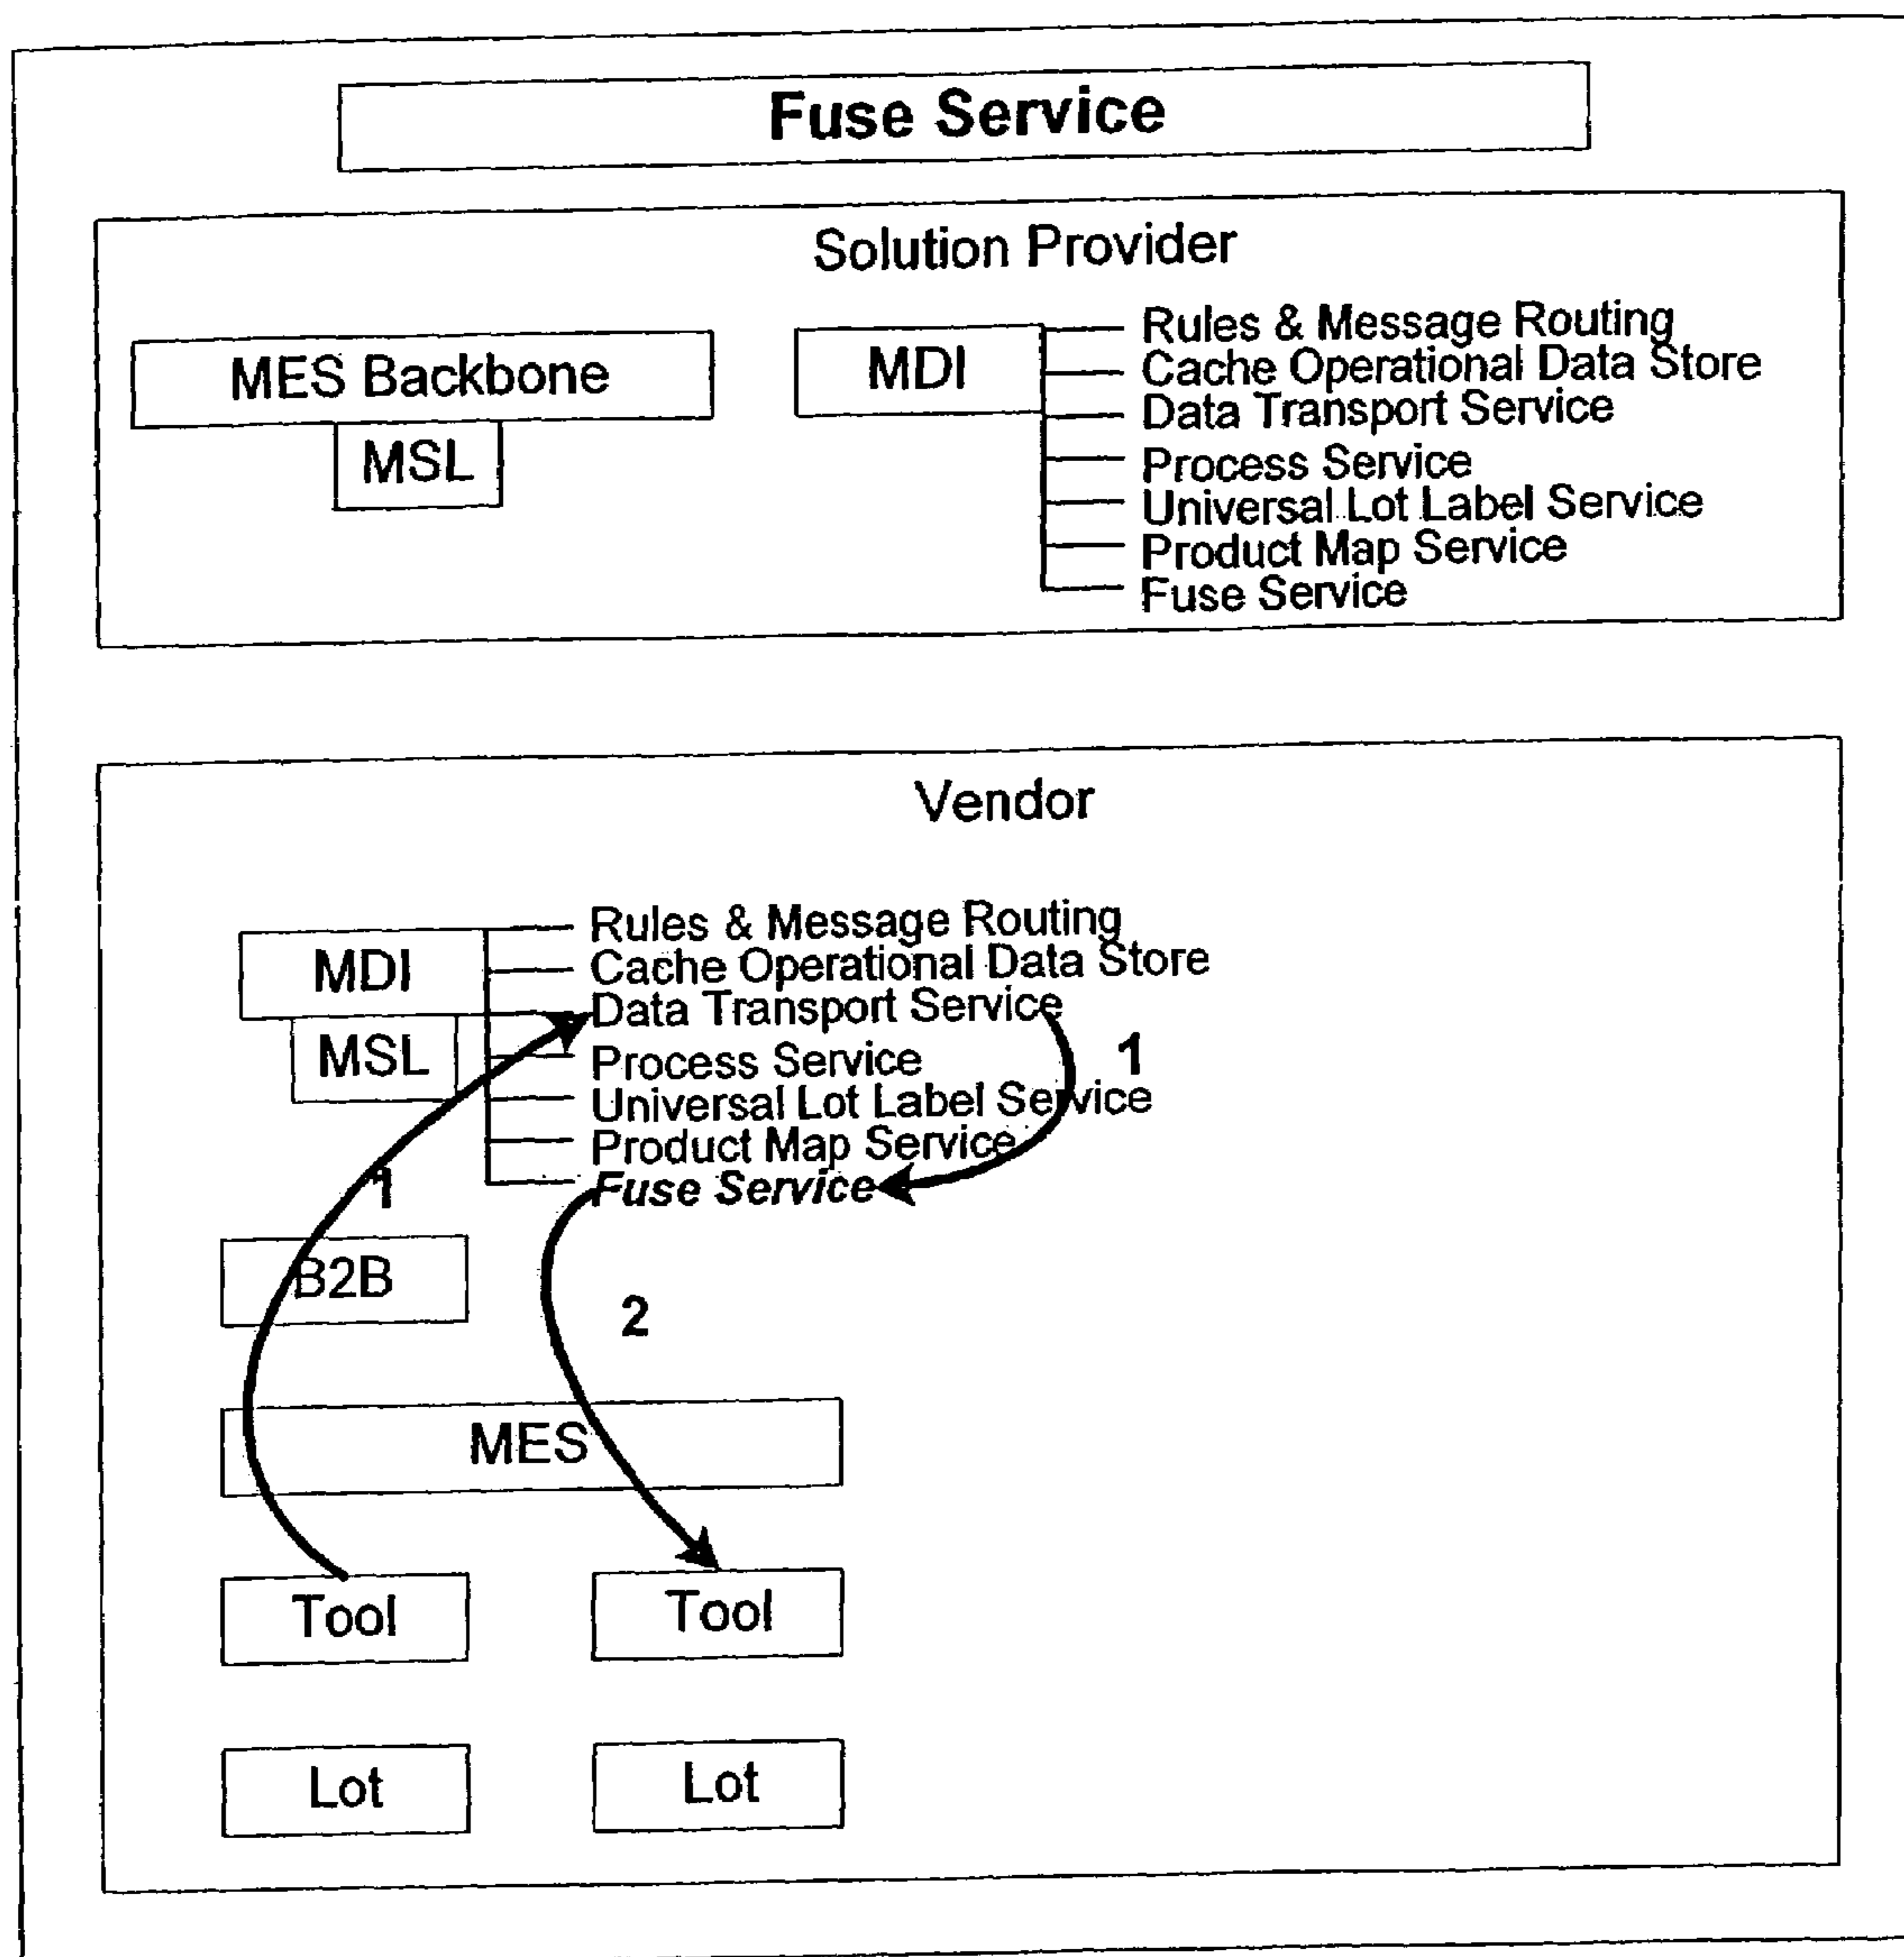 Fuse Service
Solution Provider
MES Backbone
MSL
MDI
Rules & Message Routing
Cache Operational Data Store
Data Transport Service
Process Service
Universal Lot Label Service
Product Map Service
Fuse Service
Vendor
MDI
MSL
Rules & Message Routing
Cache Operational Data Store
Data Transport Service
Process Service
Universal Lot Label Service
Product Map Service
Fuse Service
1
1
B2B
2
MES
Tool
Tool
Lot
Lot